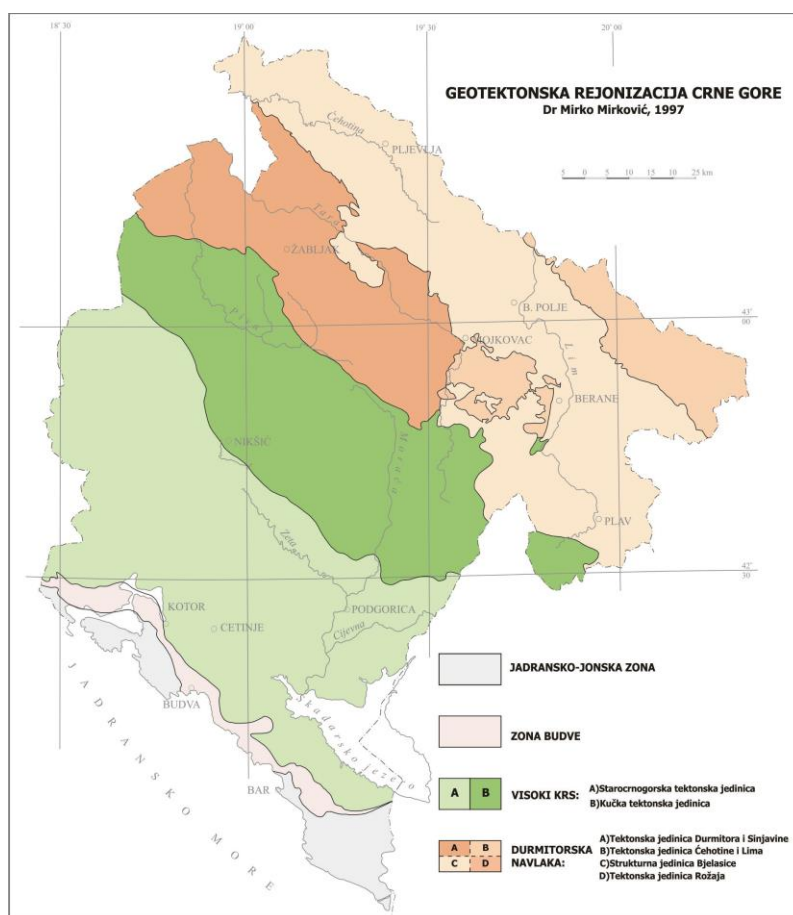 18° 30
19° 00
19° 30
20° 00
GEOTEKTONSKA REJONIZACIJA CRNE GORE
Dr Mirko Mirković, 1997
5 0 5 10 15 20 25 km
Ćehotina
PLJEVLJA
Tara
ŽABLJAK
Piva
B. POLJE
43°
00
MOJKOVAC
Lim
BERANE
NIKŠIĆ
Morača
PLAV
Zeta
42°
30
KOTOR
CETINJE
PODGORICA
Cijevna
BUDVA
Skadarsko jezero
BAR
JADRANSKO MORE
JADRANSKO-JONSKA ZONA
ZONA BUDVE
A B
VISOKI KRS:
A)Starocrnogorska tektonska jedinica
B)Kučka tektonska jedinica
A B
C D
DURMITORSKA
NAVLAKA:
A)Tektonska jedinica Durmitora i Sinjavine
B)Tektonska jedinica Ćehotine i Lima
C)Strukturna jedinica Bjelasice
D)Tektonska jedinica Rožaja